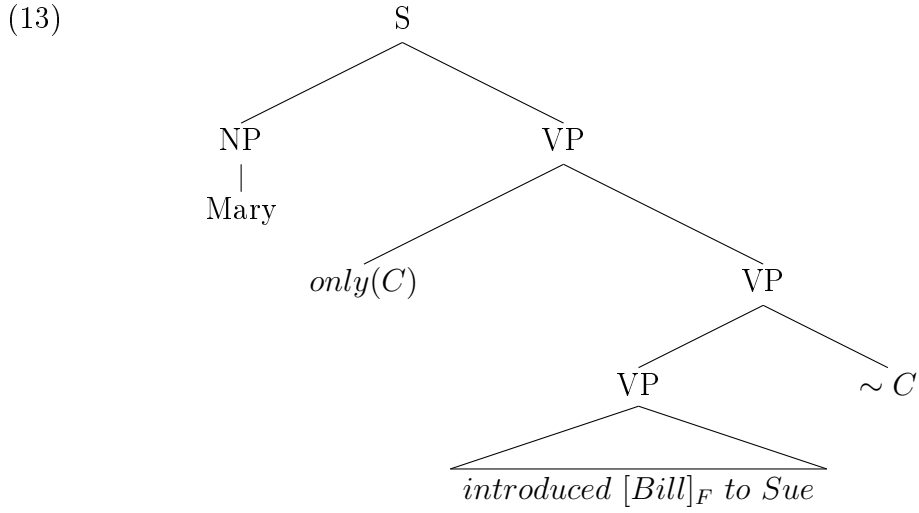 (13) S
NP VP
Mary
only(C) VP
VP ∼ C
introduced [Bill]F to Sue